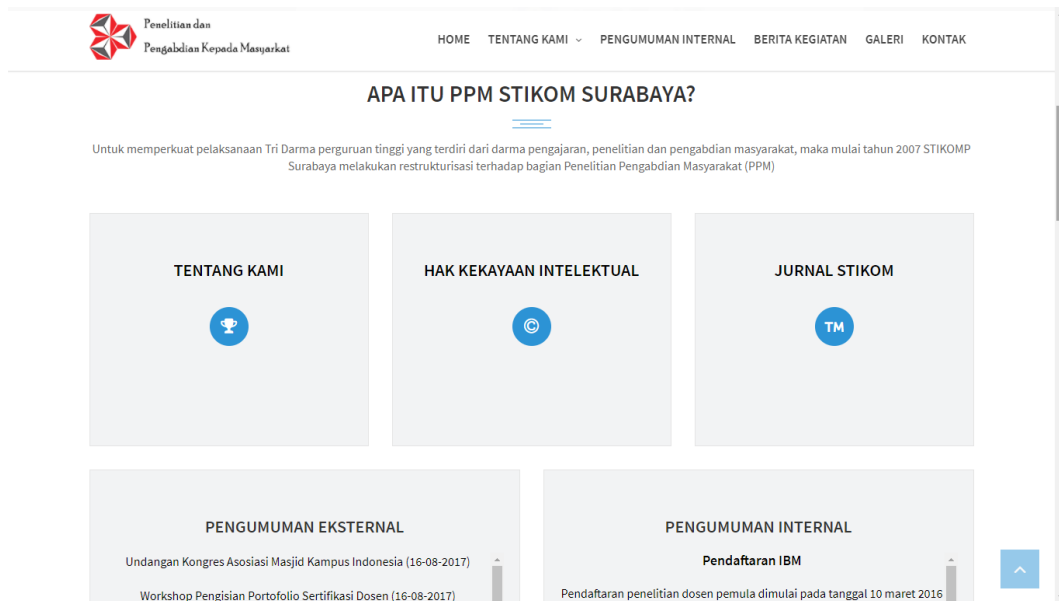 Penelitian dan
Pengabdian Kepada Masyarkat
HOME TENTANG KAMI PENGUMUMAN INTERNAL BERITA KEGIATAN GALERI KONTAK
APA ITU PPM STIKOM SURABAYA?
Untuk memperkuat pelaksanaan Tri Darma perguruan tinggi yang terdiri dari darma pengajaran, penelitian dan pengabdian masyarakat, maka mulai tahun 2007 STIKOMP
Surabaya melakukan restrukturisasi terhadap bagian Penelitian Pengabdian Masyarakat (PPM)
TENTANG KAMI
HAK KEKAYAAN INTELEKTUAL
©
JURNAL STIKOM
TM
PENGUMUMAN EKSTERNAL
Undangan Kongres Asosiasi Masjid Kampus Indonesia (16-08-2017)
Workshop Pengisian Portofolio Sertifikasi Dosen (16-08-2017)
PENGUMUMAN INTERNAL
Pendaftaran IBM
Pendaftaran penelitian dosen pemula dimulai pada tanggal 10 maret 2016